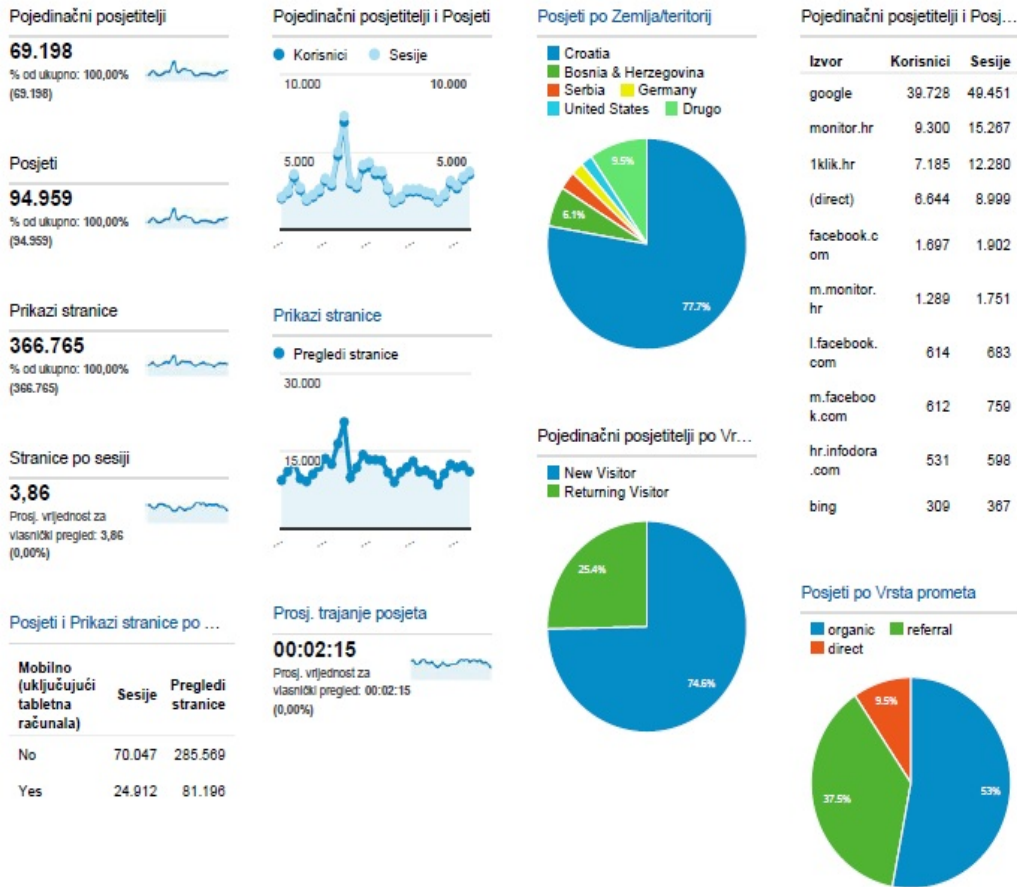 Pojedinačni posjetitelji
69.198
% od ukupno: 100,00%
(69.198)
Posjeti
94.959
% od ukupno: 100,00%
(94.959)
Prikazi stranice
366.765
% od ukupno: 100,00%
(366.765)
Stranice po sesiji
3,86
Prosj. vrijednost za
vlasnički pregled: 3,86
(0,00%)
Posjeti i Prikazi stranice po ...
Mobilno
(uključujući
tabletna
računala)
Sesije
Pregledi
stranice
No 70.047 285.569
Yes 24.912 81.196
Pojedinačni posjetitelji i Posjeti
Korisnici Sesije
10.000 10.000
5.000 5.000
Prikazi stranice
Pregledi stranice
30.000
15.000
Prosj. trajanje posjeta
00:02:15
Prosj. vrijednost za
vlasnički pregled: 00:02:15
(0,00%)
Posjeti po Zemlja/teritorij
Croatia
Bosnia & Herzegovina
Serbia Germany
United States Drugo
9.5%
6.1%
77.7%
Pojedinačni posjetitelji po Vr...
New Visitor
Returning Visitor
25.4%
74.6%
Pojedinačni posjetitelji i Posj...
Izvor Korisnici Sesije
google 39.728 49.451
monitor.hr 9.300 15.267
1klik.hr 7.185 12.280
(direct) 6.644 8.999
facebook.c
om 1.697 1.902
m.monitor.
hr 1.289 1.751
l.facebook.
com 614 683
m.faceboo
k.com 612 759
hr.infodora
.com 531 598
bing 309 367
Posjeti po Vrsta prometa
organic referral
direct
9.5%
37.5%
53%